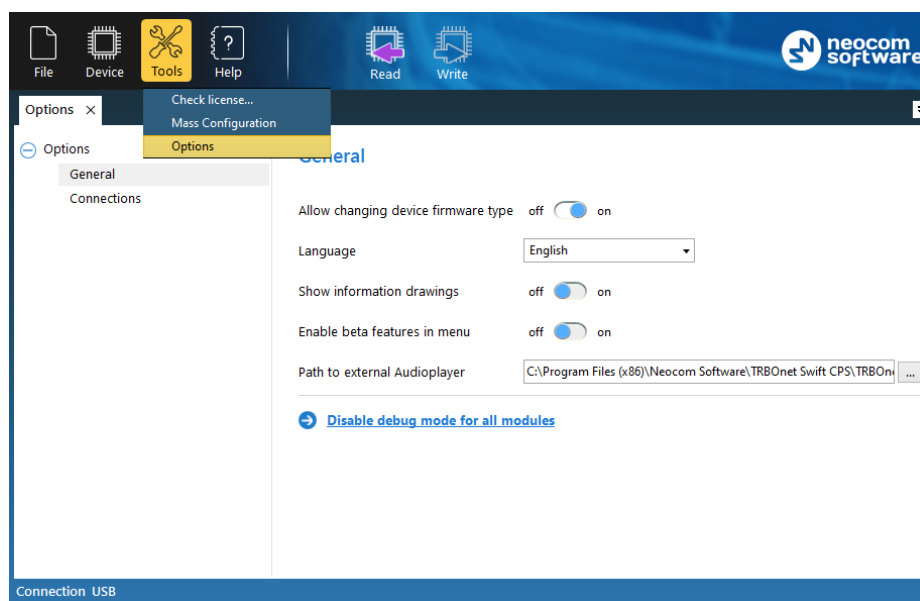 File Device Tools Help Read Write
neocom
software
Check license...
Mass Configuration
Options
Options ×
Options
General
Connections
General
Allow changing device firmware type off on
Language English
Show information drawings off on
Enable beta features in menu off on
Path to external Audioplayer C:\Program Files (x86)\Neocom Software\TRBOnet Swift CPS\TRBOn ...
Disable debug mode for all modules
Connection USB